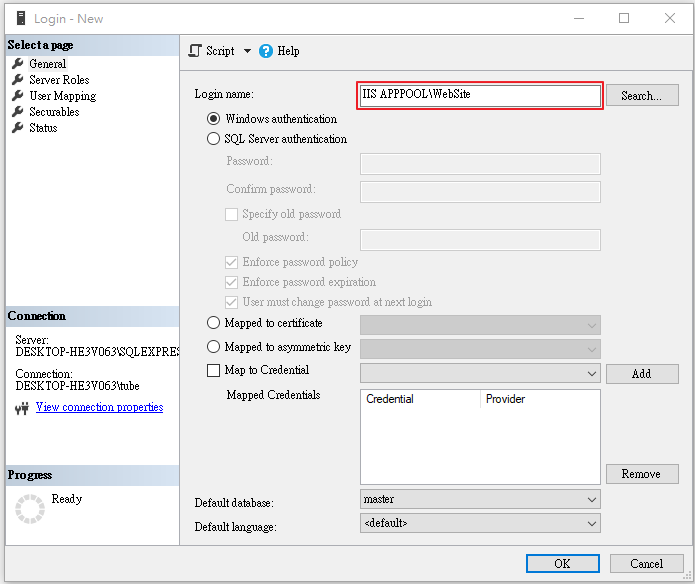 Login - New
Select a page
General
Server Roles
User Mapping
Securables
Status
Connection
Server:
DESKTOP-HE3V063\SQLEXPRES
Connection:
DESKTOP-HE3V063\tube
View connection properties
Progress
Ready
Script
Help
Login name:
IIS APPPOOL\WebSite
Search...
Windows authentication
SQL Server authentication
Password:
Confirm password:
Specify old password
Old password:
Enforce password policy
Enforce password expiration
User must change password at next login
Mapped to certificate
Mapped to asymmetric key
Map to Credential
Add
Mapped Credentials
Credential Provider
Remove
Default database:
master
Default language:
<default>
OK
Cancel